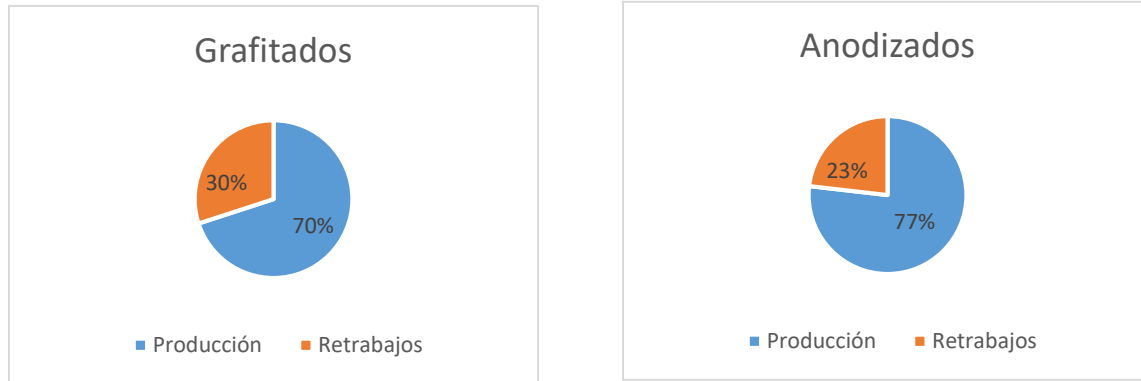 Grafitados
30%
70%
Producción
Retrabajos
Anodizados
23%
77%
Producción
Retrabajos